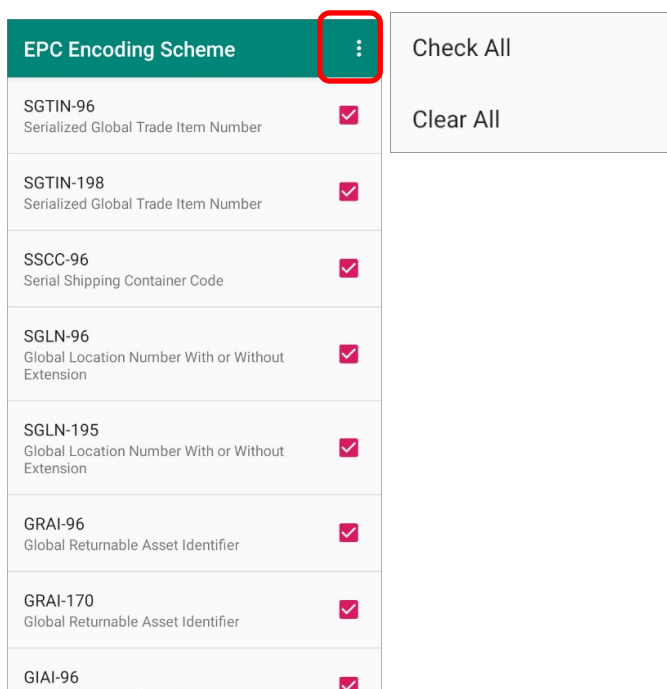 EPC Encoding Scheme
SGTIN-96
Serialized Global Trade Item Number
SGTIN-198
Serialized Global Trade Item Number
SSCC-96
Serial Shipping Container Code
SGLN-96
Global Location Number With or Without
Extension
SGLN-195
Global Location Number With or Without
Extension
GRAI-96
Global Returnable Asset Identifier
GRAI-170
Global Returnable Asset Identifier
GIAI-96
Check All
Clear All